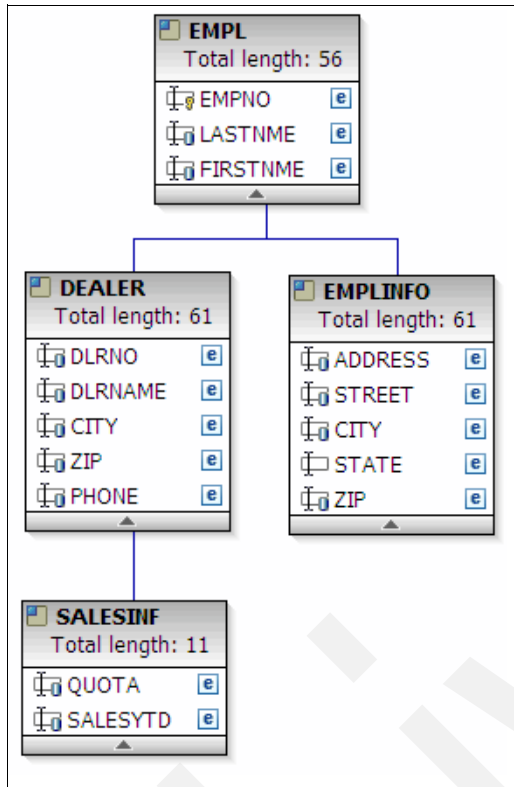 EMPL
Total length: 56
EMPNO e
LASTNME e
FIRSTNME e
DEALER
Total length: 61
DLRNO e
DLRNAME e
CITY e
ZIP e
PHONE e
EMPLINFO
Total length: 61
ADDRESS e
STREET e
CITY e
STATE e
ZIP e
SALESINF
Total length: 11
QUOTA e
SALESYTD e